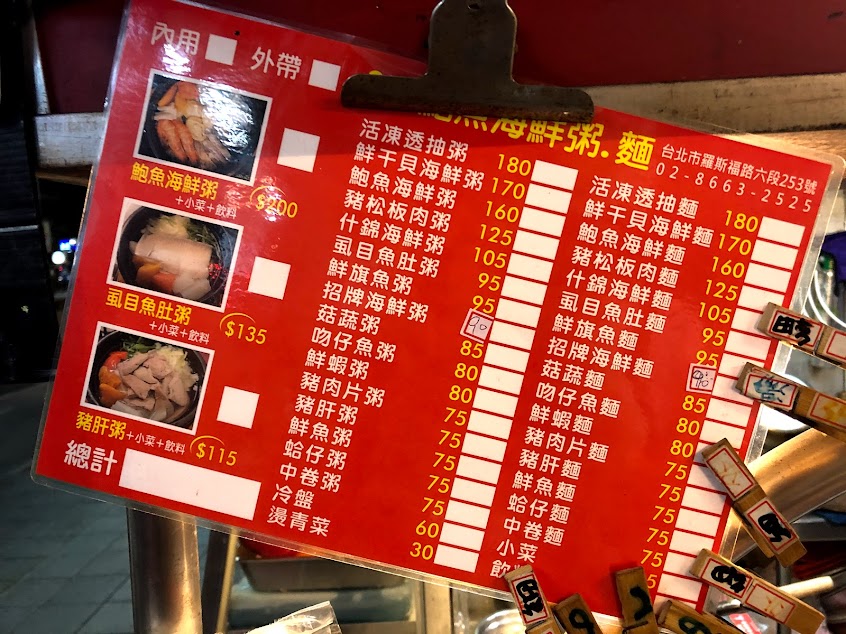 內用 外帶
鮑魚海鮮粥
+小菜+飲料 $200
虱目魚肚粥
+小菜+飲料 $135
豬肝粥+小菜+飲料 $115
總計
魚海鮮粥.麵
台北市羅斯福路六段253號
02-8663-2525
活凍透抽粥 180
鮮干貝海鮮粥 170
鮑魚海鮮粥 160
豬松板肉粥 125
什錦海鮮粥 105
虱目魚肚粥 95
鮮旗魚粥 95
招牌海鮮粥 90
菇蔬粥 85
吻仔魚粥 80
鮮蝦粥 80
豬肉片粥 75
豬肝粥 75
鮮魚粥 75
蛤仔粥 75
中卷粥 75
冷盤 60
燙青菜 30
活凍透抽麵 180
鮮干貝海鮮麵 170
鮑魚海鮮麵 160
豬松板肉麵 125
什錦海鮮麵 105
虱目魚肚麵 95
鮮旗魚麵 95
招牌海鮮麵 90
菇蔬麵 85
吻仔魚麵 80
鮮蝦麵 80
豬肉片麵 75
豬肝麵 75
鮮魚麵 75
蛤仔麵 75
中卷麵 75
小菜
飲